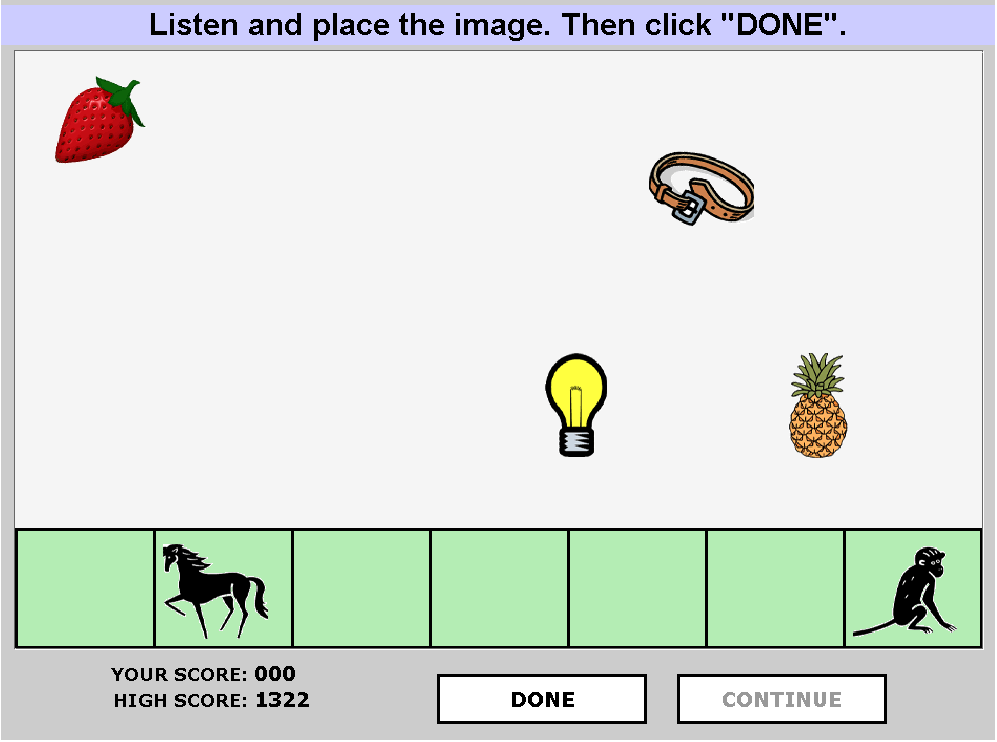 Listen and place the image. Then click "DONE".
YOUR SCORE: 000
HIGH SCORE: 1322
DONE
CONTINUE